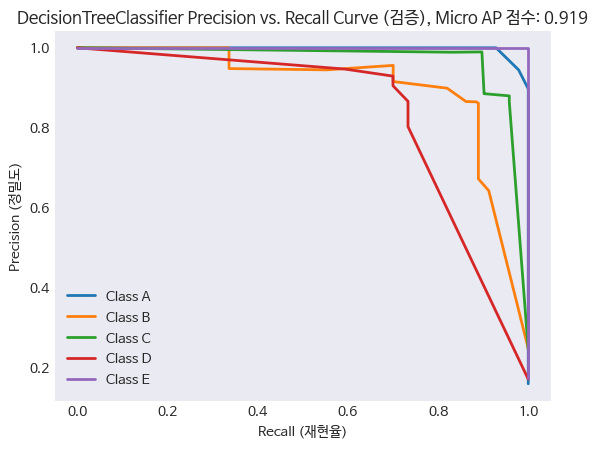 DecisionTreeClassifier Precision vs. Recall Curve (검증), Micro AP 점수: 0.919
1.0
0.8
0.6
0.4
0.2
Precision (정밀도)
Class A
Class B
Class C
Class D
Class E
0.0 0.2 0.4 0.6 0.8 1.0
Recall (재현율)